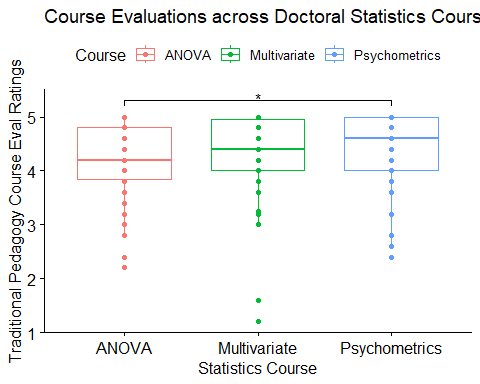 Course Evaluations across Doctoral Statistics Cours
Course ANOVA Multivariate Psychometrics
Traditional Pedagogy Course Eval Ratings
*
5
4
3
2
1
ANOVA Multivariate Psychometrics
Statistics Course